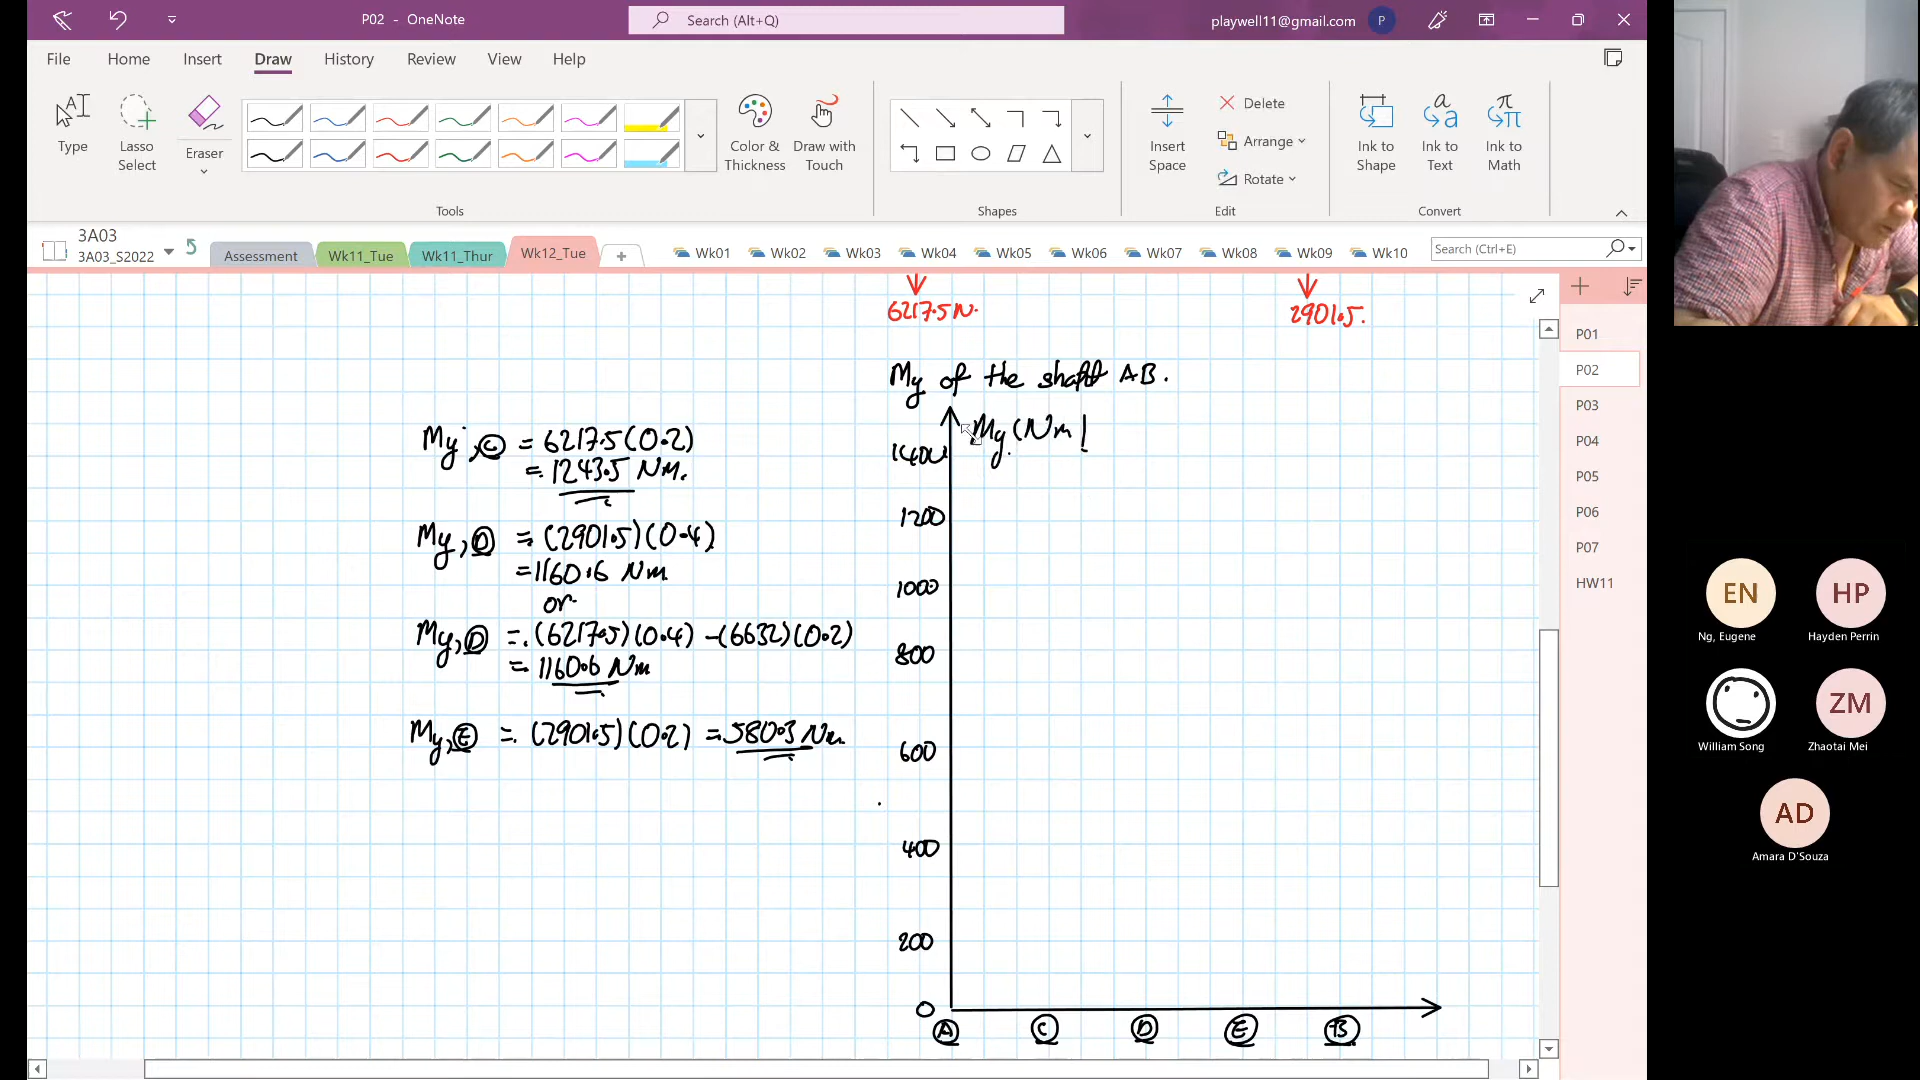 P02 - OneNote
Search (Alt+Q)
playwell11@gmail.com
P
File Home Insert Draw History Review View Help
Type
Lasso Select
Eraser
Color & Thickness
Draw with Touch
Insert Space
Delete
Arrange
Rotate
Ink to Shape
Ink to Text
Ink to Math
Tools
Shapes
Edit
Convert
3A03
3A03_S2022
Assessment
Wk11_Tue
Wk11_Thur
Wk12_Tue
Wk01
Wk02
Wk03
Wk04
Wk05
Wk06
Wk07
Wk08
Wk09
Wk10
Search (Ctrl+E)
P01
P02
P03
P04
P05
P06
P07
HW11
6217.5 N.
2901.5.
My of the shaft AB.
My (Nm)
My, C = 6217.5(0.2)
= 1243.5 Nm.
My, D = (2901.5)(0.4)
= 1160.6 Nm
or
My, D = (6217.5)(0.4) - (6632)(0.2)
= 1160.6 Nm
My, E = (2901.5)(0.2) = 580.3 Nm
1400
1200
1000
800
600
400
200
0
A C D E B
EN
Ng, Eugene
HP
Hayden Perrin
William Song
ZM
Zhaotai Mei
AD
Amara D'Souza